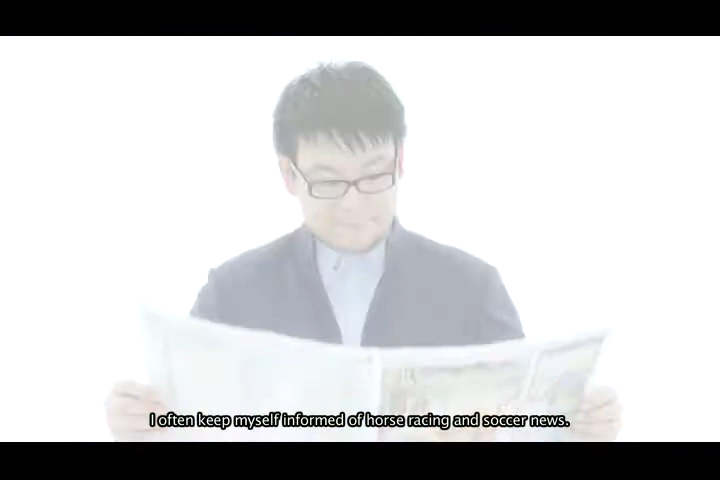 I often keep myself informed of horse racing and soccer news.